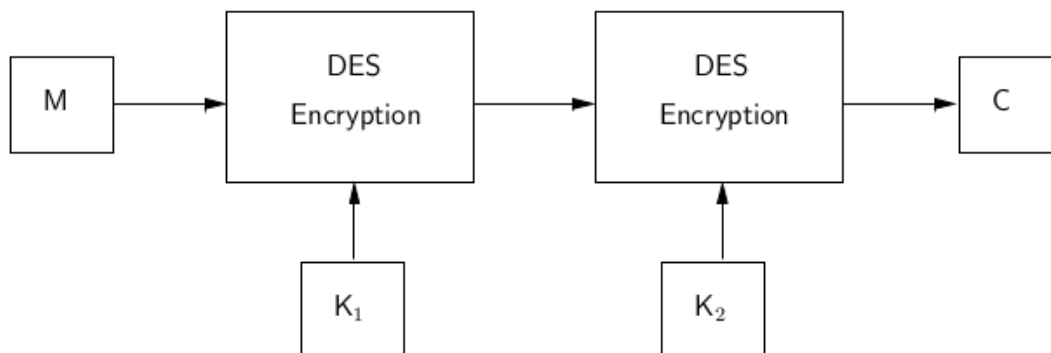 M
DES
Encryption
DES
Encryption
C
K₁
K₂